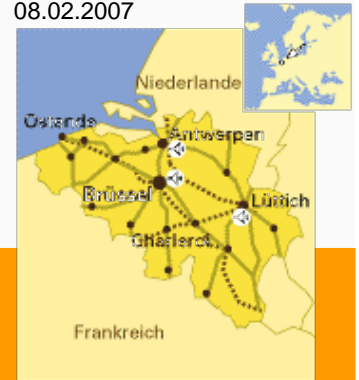 08.02.2007
Niederlande
Ostende
Antwerpen
Brüssel
Lüttich
Charleroi
Frankreich